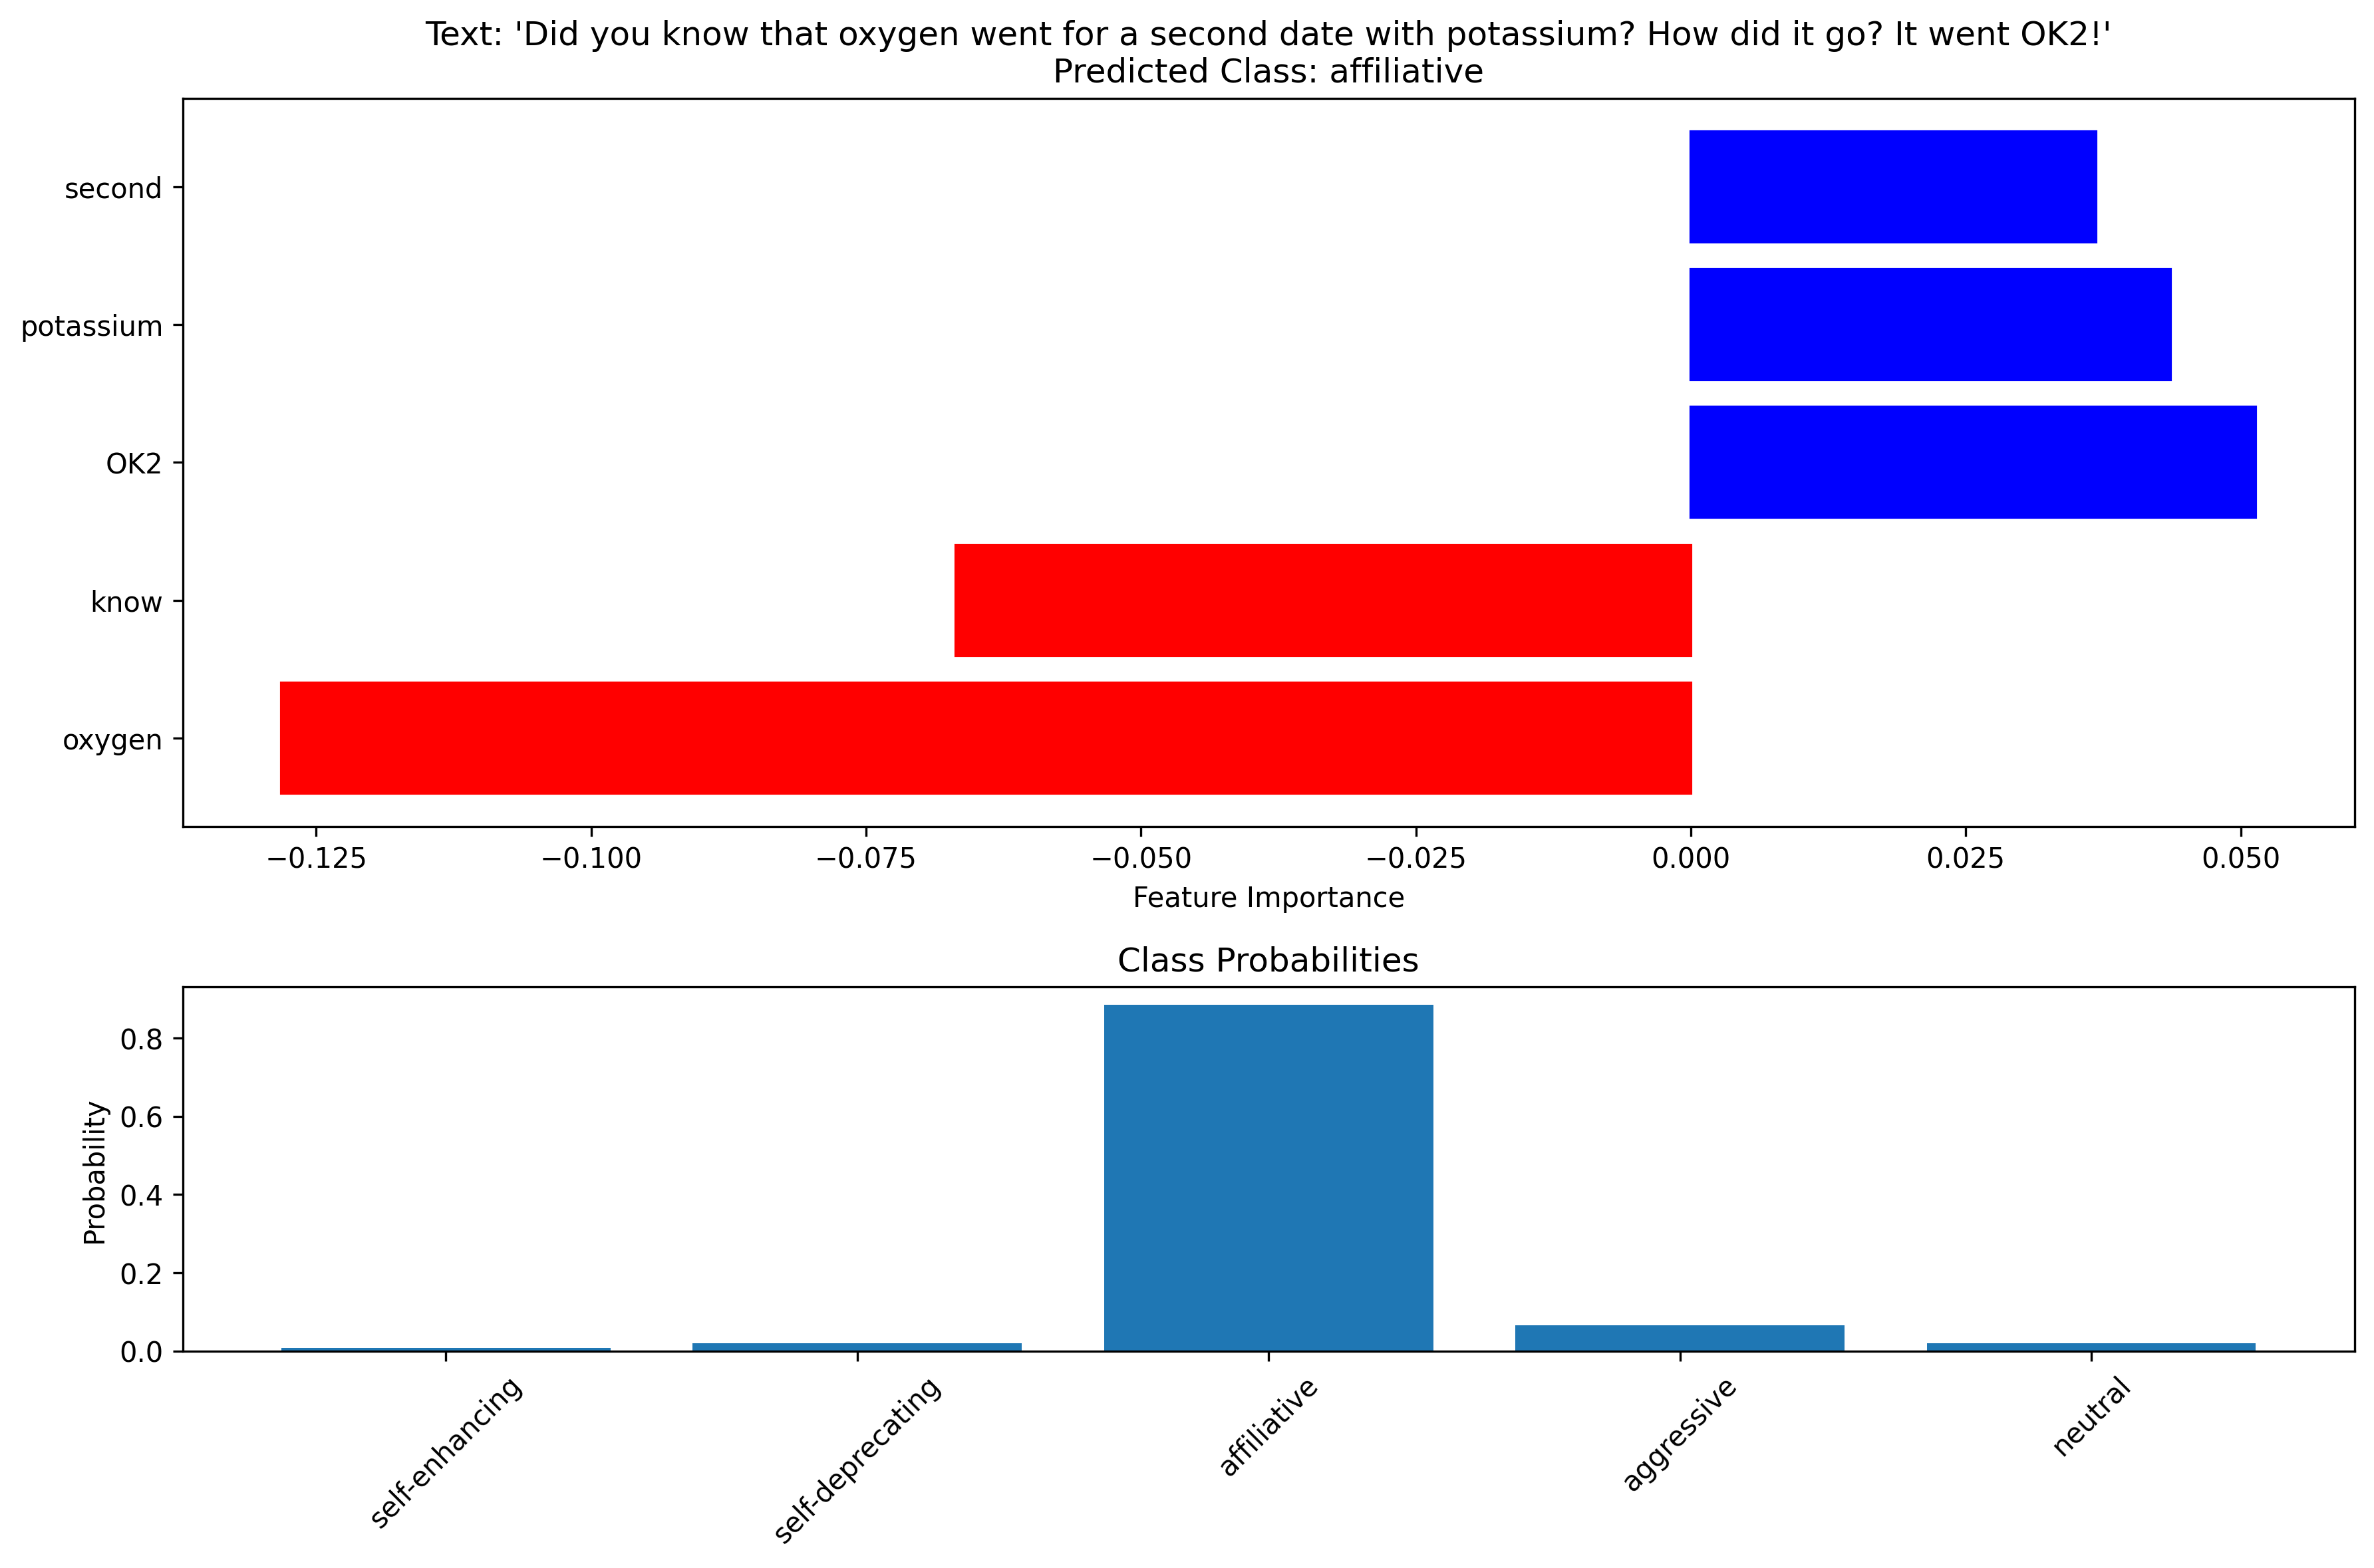 Text: 'Did you know that oxygen went for a second date with potassium? How did it go? It went OK2!'
Predicted Class: affiliative
second
potassium
OK2
know
oxygen
−0.125 −0.100 −0.075 −0.050 −0.025 0.000 0.025 0.050
Feature Importance
Class Probabilities
Probability
0.8
0.6
0.4
0.2
0.0
self-enhancing self-deprecating affiliative aggressive neutral